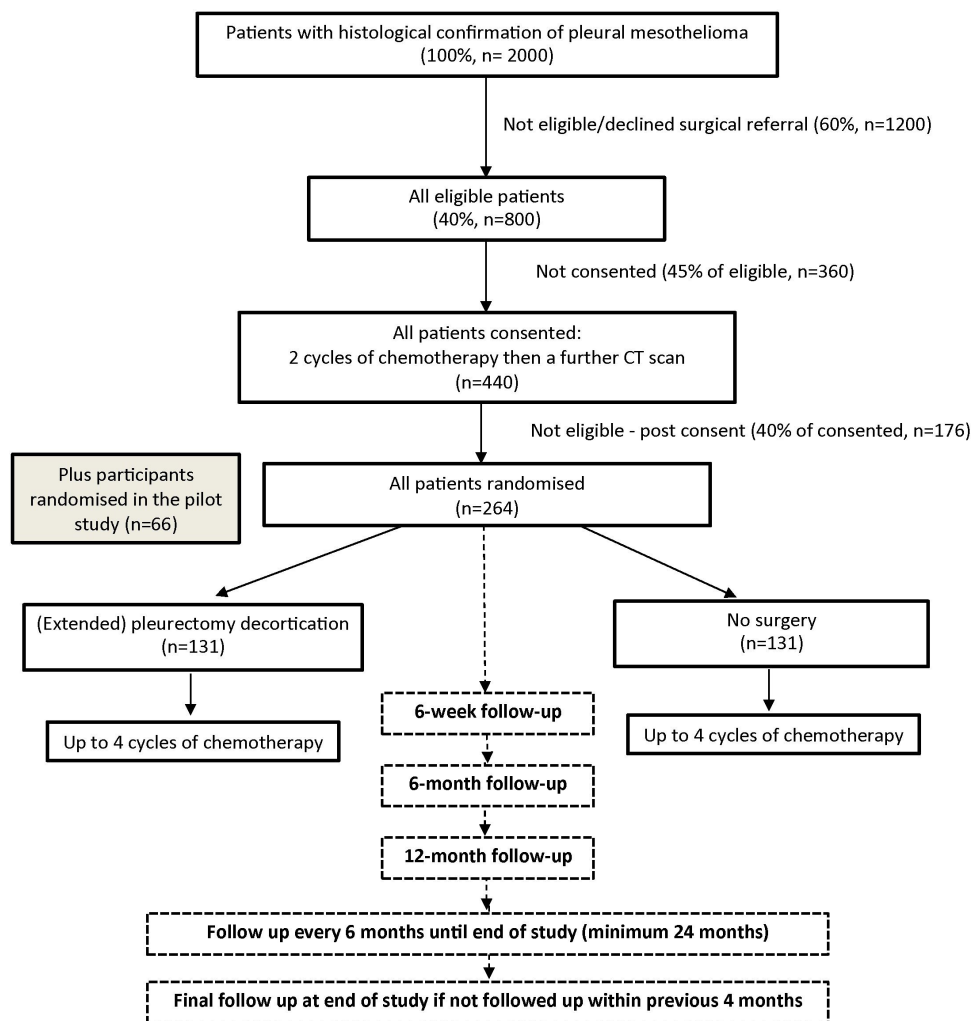 Patients with histological confirmation of pleural mesothelioma
(100%, n= 2000)
Not eligible/declined surgical referral (60%, n=1200)
All eligible patients
(40%, n=800)
Not consented (45% of eligible, n=360)
All patients consented:
2 cycles of chemotherapy then a further CT scan
(n=440)
Not eligible - post consent (40% of consented, n=176)
Plus participants
randomised in the pilot
study (n=66)
All patients randomised
(n=264)
(Extended) pleurectomy decortication
(n=131)
No surgery
(n=131)
Up to 4 cycles of chemotherapy
Up to 4 cycles of chemotherapy
6-week follow-up
6-month follow-up
12-month follow-up
Follow up every 6 months until end of study (minimum 24 months)
Final follow up at end of study if not followed up within previous 4 months